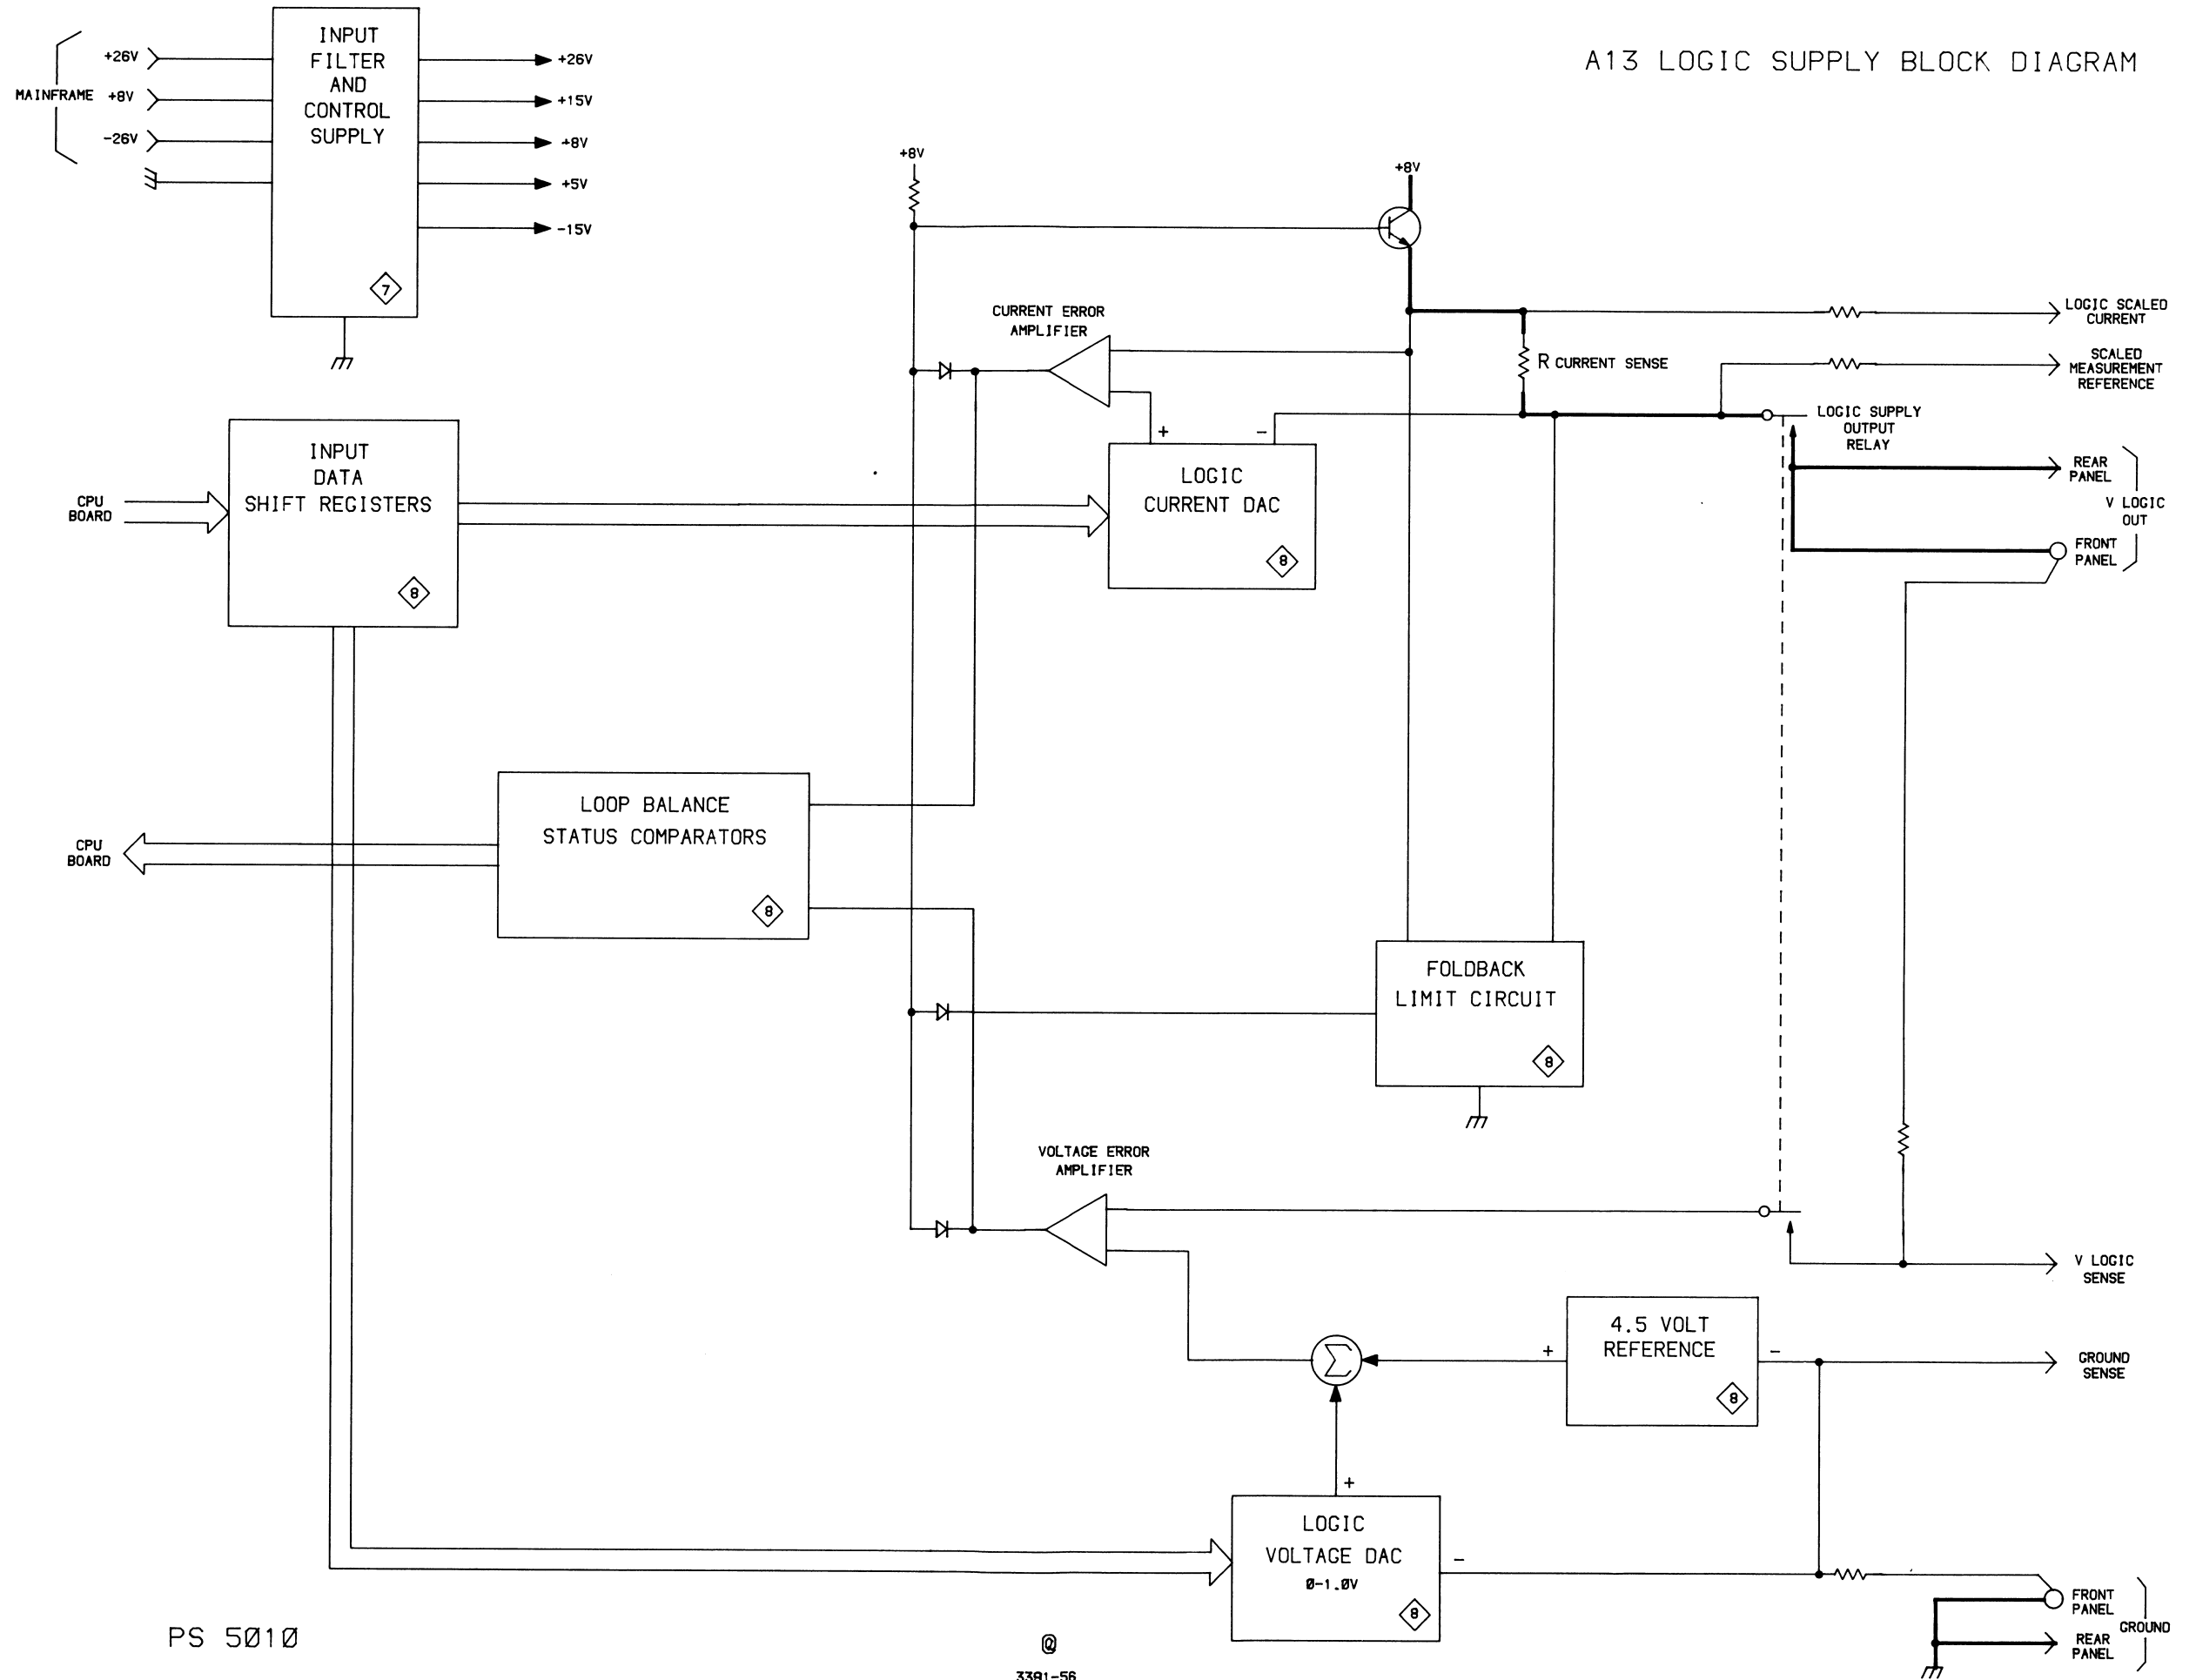 A13 LOGIC SUPPLY BLOCK DIAGRAM
MAINFRAME
+26V
+8V
-26V
INPUT
FILTER
AND
CONTROL
SUPPLY
7
+26V
+15V
+8V
+5V
-15V
+8V
+8V
CURRENT ERROR
AMPLIFIER
R CURRENT SENSE
LOGIC SCALED
CURRENT
SCALED
MEASUREMENT
REFERENCE
LOGIC SUPPLY
OUTPUT
RELAY
REAR
PANEL
V LOGIC
OUT
FRONT
PANEL
CPU
BOARD
INPUT
DATA
SHIFT REGISTERS
8
+
-
LOGIC
CURRENT DAC
8
CPU
BOARD
LOOP BALANCE
STATUS COMPARATORS
8
FOLDBACK
LIMIT CIRCUIT
8
VOLTAGE ERROR
AMPLIFIER
V LOGIC
SENSE
Σ
+
4.5 VOLT
REFERENCE
8
-
GROUND
SENSE
+
LOGIC
VOLTAGE DAC
0-1.0V
8
-
FRONT
PANEL
GROUND
REAR
PANEL
PS 5010
@
3381-56